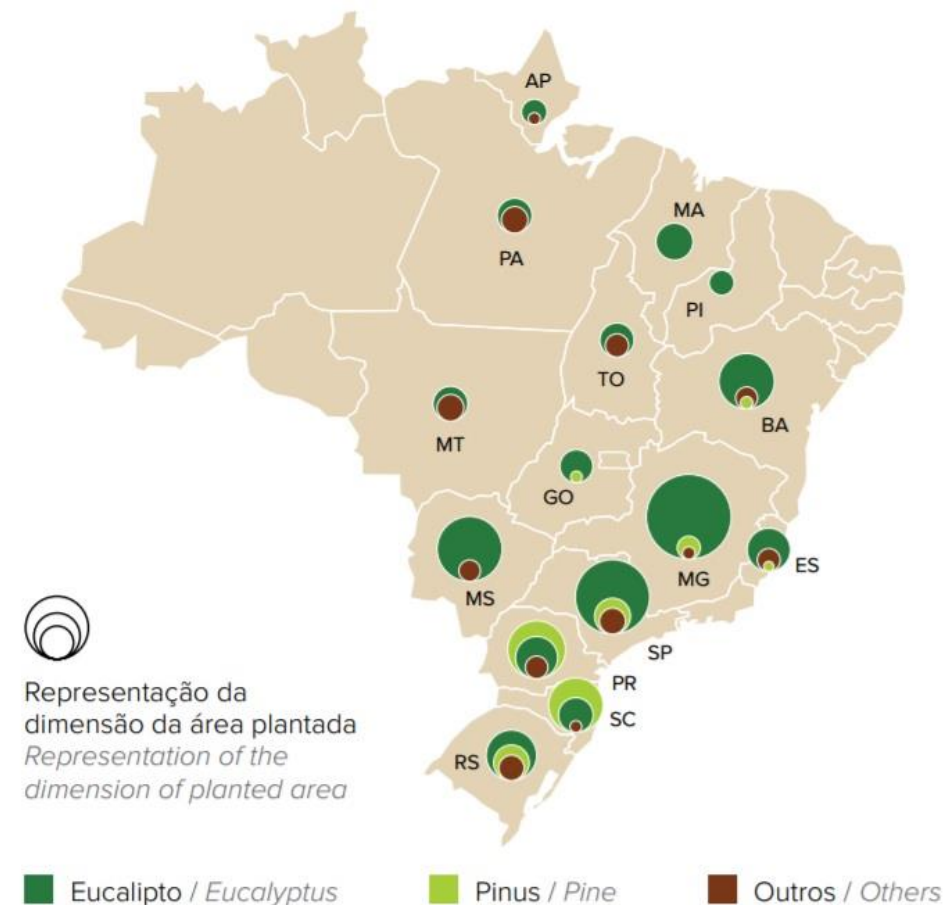 AP
MA
PA
PI
TO
BA
MT
GO
MG
ES
MS
SP
PR
SC
RS
Representação da
dimensão da área plantada
Representation of the
dimension of planted area
Eucalipto / Eucalyptus
Pinus / Pine
Outros / Others